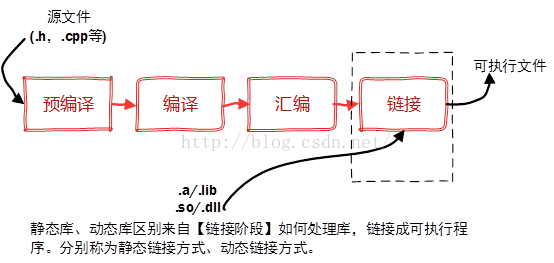 源文件
(.h，.cpp等)
可执行文件
预编译
编译
汇编
链接
http://blog.csdn.net/
.a/.lib
.so/.dll
静态库、动态库区别来自【链接阶段】如何处理库，链接成可执行程
序。分别称为静态链接方式、动态链接方式。